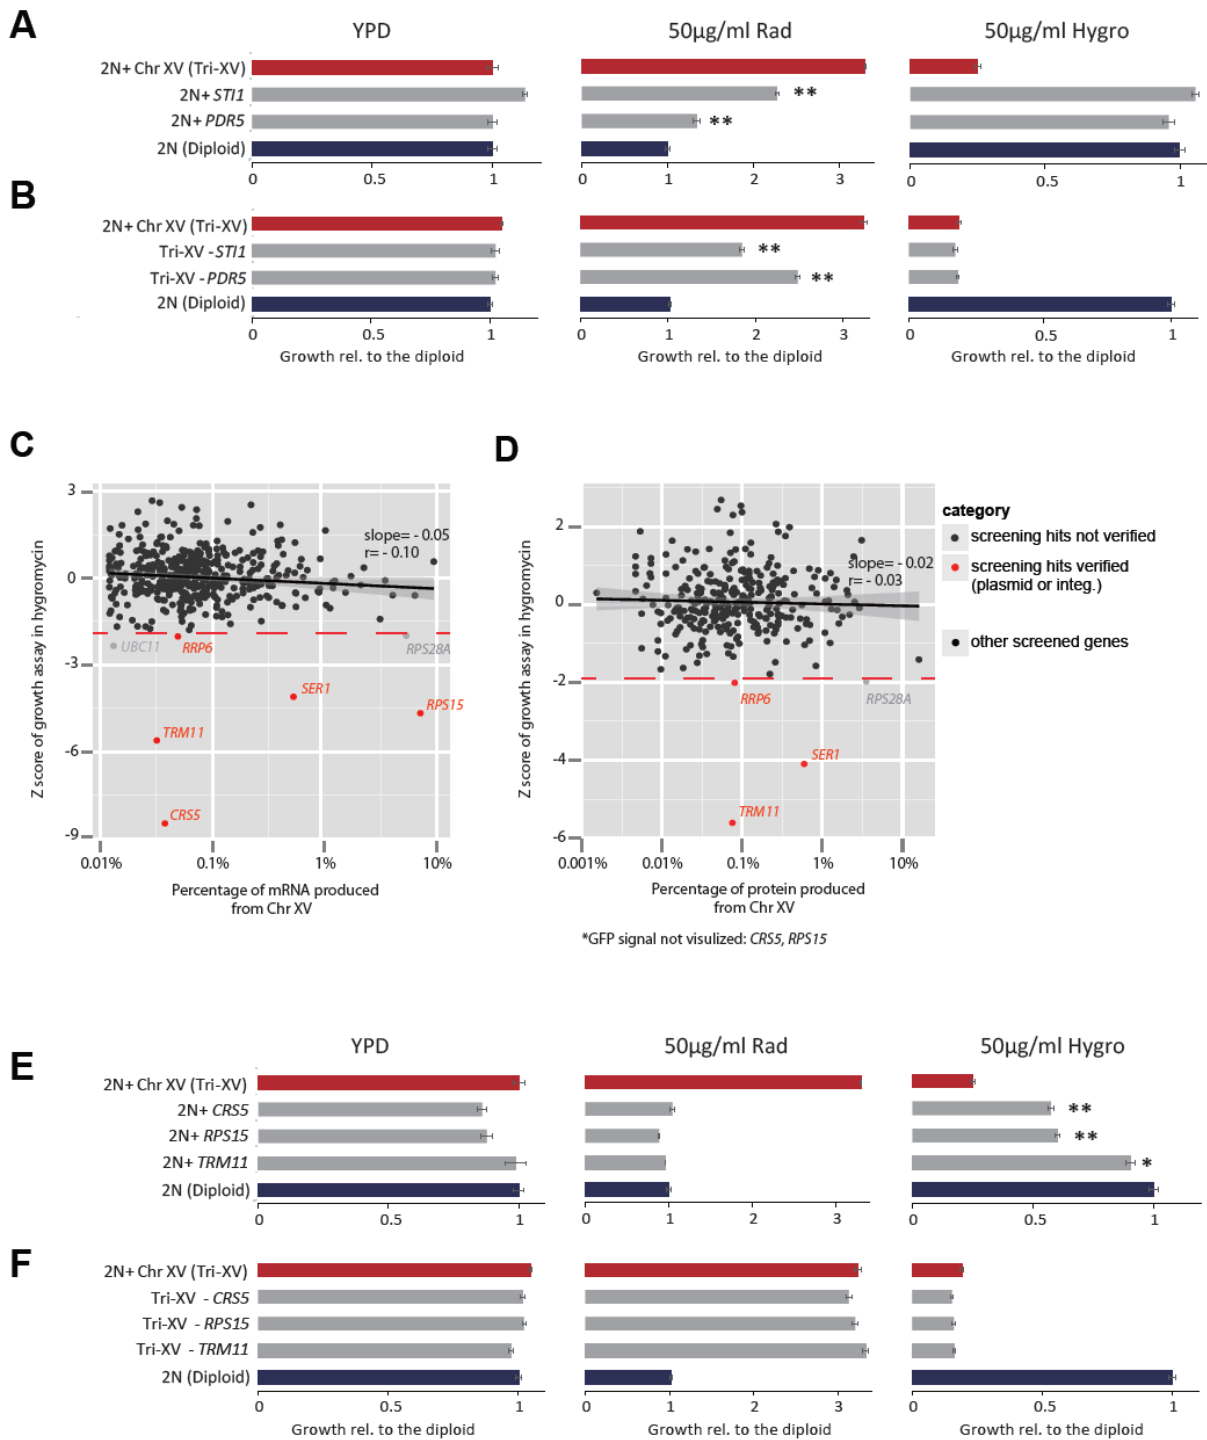 A
YPD
50µg/ml Rad
50µg/ml Hygro
2N+ Chr XV (Tri-XV)
2N+ STI1
**
2N+ PDR5
**
2N (Diploid)
0 0.5 1
0 1 2 3
0 0.5 1
B
2N+ Chr XV (Tri-XV)
Tri-XV -STI1
**
Tri-XV -PDR5
**
2N (Diploid)
0 0.5 1
0 1 2 3
0 0.5 1
Growth rel. to the diploid
Growth rel. to the diploid
Growth rel. to the diploid
C
Z score of growth assay in hygromycin
3
0
-3
-6
-9
slope= - 0.05
r= - 0.10
UBC11
RRP6
RPS28A
SER1
RPS15
TRM11
CRS5
0.01% 0.1% 1% 10%
Percentage of mRNA produced
from Chr XV
D
Z score of growth assay in hygromycin
2
0
-2
-4
-6
slope= - 0.02
r= - 0.03
RRP6
RPS28A
SER1
TRM11
0.001% 0.01% 0.1% 1% 10%
Percentage of protein produced
from Chr XV
*GFP signal not visulized: CRS5, RPS15
category
screening hits not verified
screening hits verified
(plasmid or integ.)
other screened genes
E
YPD
50µg/ml Rad
50µg/ml Hygro
2N+ Chr XV (Tri-XV)
2N+ CRS5
**
2N+ RPS15
**
2N+ TRM11
*
2N (Diploid)
0 0.5 1
0 1 2 3
0 0.5 1
F
2N+ Chr XV (Tri-XV)
Tri-XV - CRS5
Tri-XV - RPS15
Tri-XV - TRM11
2N (Diploid)
0 0.5 1
0 1 2 3
0 0.5 1
Growth rel. to the diploid
Growth rel. to the diploid
Growth rel. to the diploid